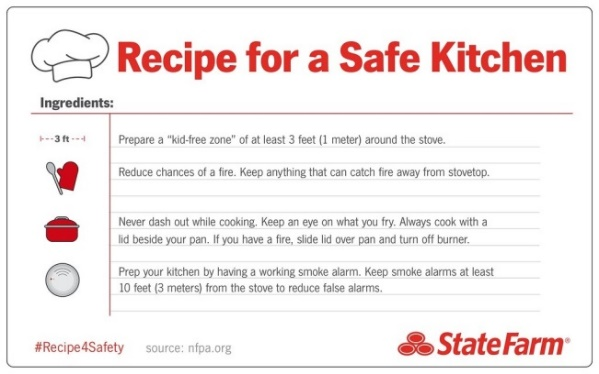 Recipe for a Safe Kitchen
Ingredients:
3 ft
Prepare a “kid-free zone” of at least 3 feet (1 meter) around the stove.
Reduce chances of a fire. Keep anything that can catch fire away from stovetop.
Never dash out while cooking. Keep an eye on what you fry. Always cook with a
lid beside your pan. If you have a fire, slide lid over pan and turn off burner.
Prep your kitchen by having a working smoke alarm. Keep smoke alarms at least
10 feet (3 meters) from the stove to reduce false alarms.
#Recipe4Safety source: nfpa.org
StateFarm®